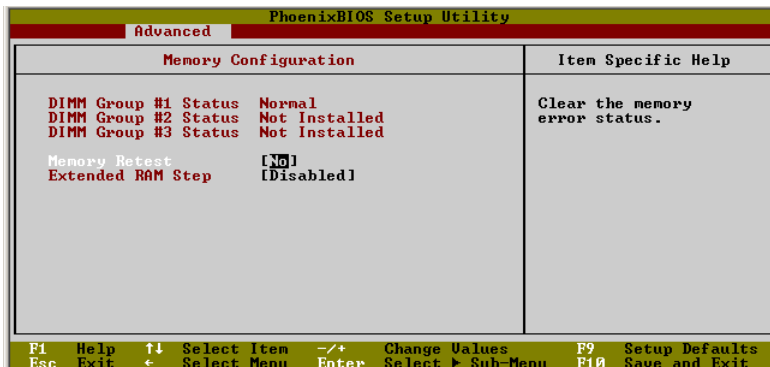 PhoenixBIOS Setup Utility
Advanced
Memory Configuration
Item Specific Help
DIMM Group #1 Status Normal
DIMM Group #2 Status Not Installed
DIMM Group #3 Status Not Installed
Memory Retest [No]
Extended RAM Step [Disabled]
Clear the memory
error status.
F1 Help ↑↓ Select Item -/+ Change Values F9 Setup Defaults
Esc Exit ← Select Menu Enter Select ▶ Sub-Menu F10 Save and Exit